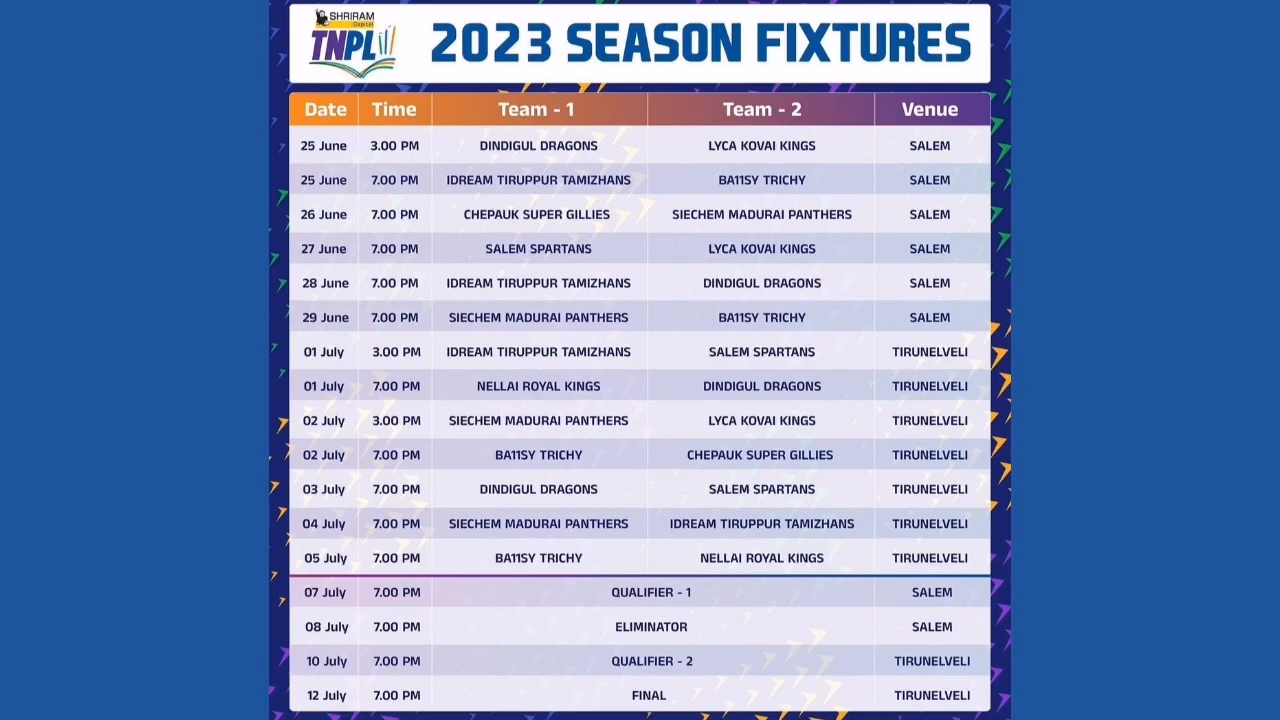 SHRIRAM
Capital
TNPL
2023 SEASON FIXTURES
Date Time Team - 1 Team - 2 Venue
25 June 3.00 PM DINDIGUL DRAGONS LYCA KOVAI KINGS SALEM
25 June 7.00 PM IDREAM TIRUPPUR TAMIZHANS BA11SY TRICHY SALEM
26 June 7.00 PM CHEPAUK SUPER GILLIES SIECHEM MADURAI PANTHERS SALEM
27 June 7.00 PM SALEM SPARTANS LYCA KOVAI KINGS SALEM
28 June 7.00 PM IDREAM TIRUPPUR TAMIZHANS DINDIGUL DRAGONS SALEM
29 June 7.00 PM SIECHEM MADURAI PANTHERS BA11SY TRICHY SALEM
01 July 3.00 PM IDREAM TIRUPPUR TAMIZHANS SALEM SPARTANS TIRUNELVELI
01 July 7.00 PM NELLAI ROYAL KINGS DINDIGUL DRAGONS TIRUNELVELI
02 July 3.00 PM SIECHEM MADURAI PANTHERS LYCA KOVAI KINGS TIRUNELVELI
02 July 7.00 PM BA11SY TRICHY CHEPAUK SUPER GILLIES TIRUNELVELI
03 July 7.00 PM DINDIGUL DRAGONS SALEM SPARTANS TIRUNELVELI
04 July 7.00 PM SIECHEM MADURAI PANTHERS IDREAM TIRUPPUR TAMIZHANS TIRUNELVELI
05 July 7.00 PM BA11SY TRICHY NELLAI ROYAL KINGS TIRUNELVELI
07 July 7.00 PM QUALIFIER - 1 SALEM
08 July 7.00 PM ELIMINATOR SALEM
10 July 7.00 PM QUALIFIER - 2 TIRUNELVELI
12 July 7.00 PM FINAL TIRUNELVELI